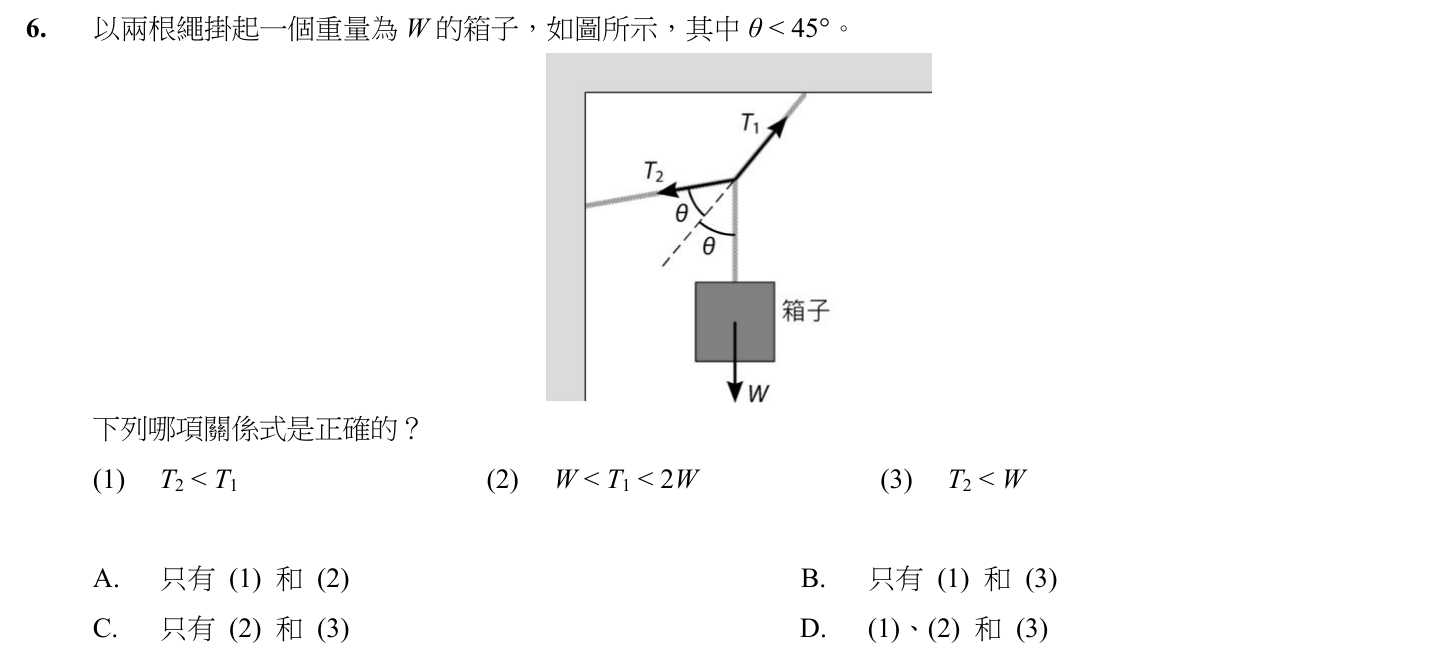 6. 以兩根繩掛起一個重量為 W 的箱子，如圖所示，其中 θ < 45°。
T₁
T₂
θ
θ
箱子
W
下列哪項關係式是正確的？
(1) T₂ < T₁ (2) W < T₁ < 2W (3) T₂ < W
A. 只有 (1) 和 (2) B. 只有 (1) 和 (3)
C. 只有 (2) 和 (3) D. (1)、(2) 和 (3)